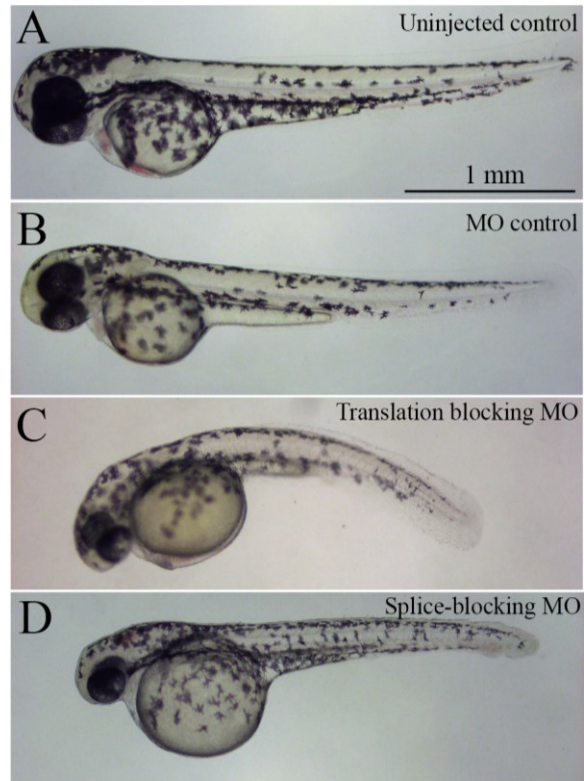 A
Uninjected control
1 mm
B
MO control
C
Translation blocking MO
D
Splice-blocking MO